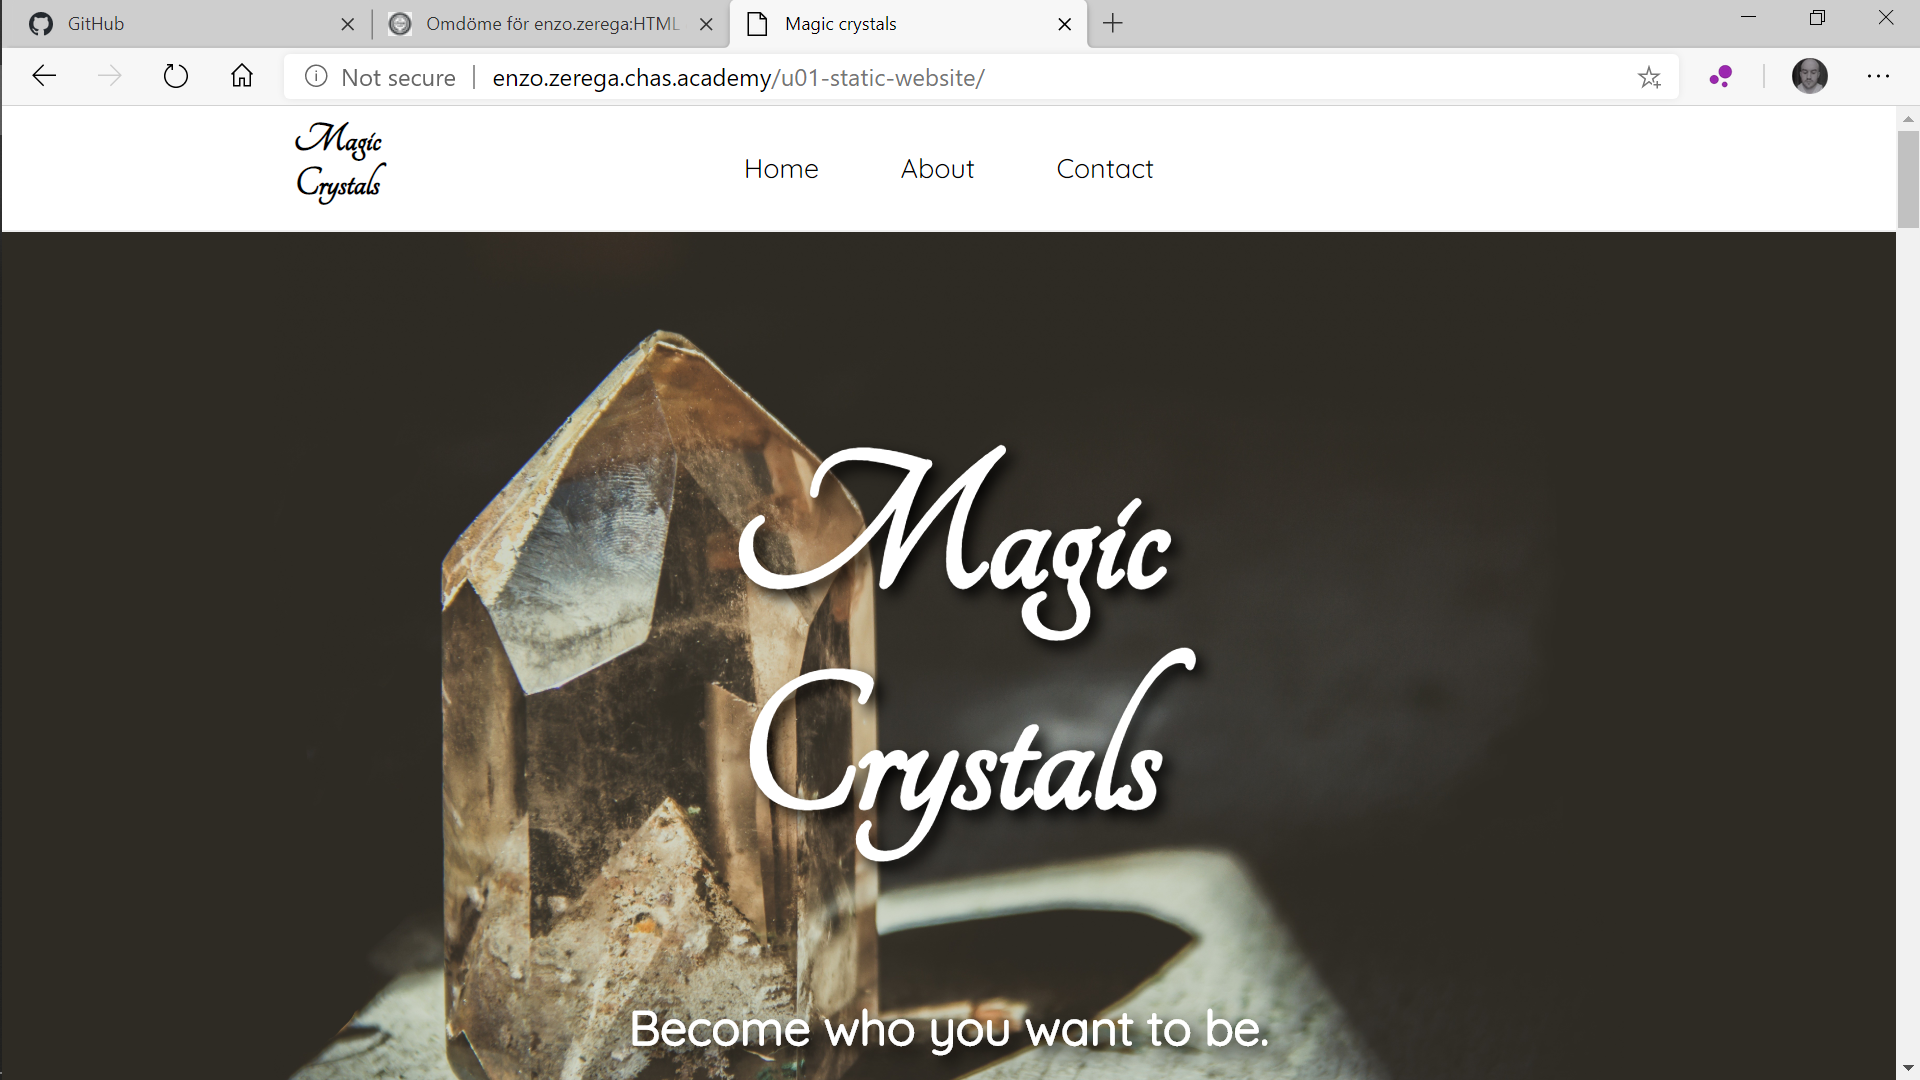 GitHub
Omdöme för enzo.zerega:HTML
Magic crystals
Not secure
enzo.zerega.chas.academy/u01-static-website/
Magic
Crystals
Home
About
Contact
Magic
Crystals
Become who you want to be.